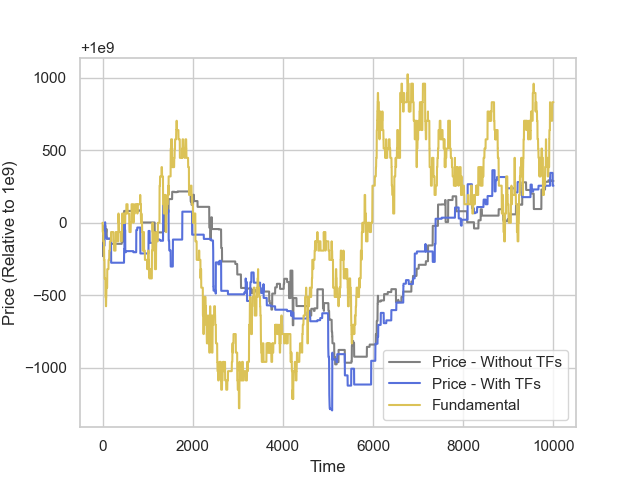 +1e9
1000
500
0
−500
−1000
Price (Relative to 1e9)
0
2000
4000
6000
8000
10000
Time
Price - Without TFs
Price - With TFs
Fundamental